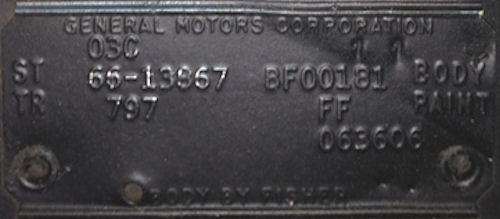 GENERAL MOTORS CORPORATION
03C 1 1
ST 66-13867 BF00181 BODY
TR 797 FF PAINT
063606
BODY BY FISHER